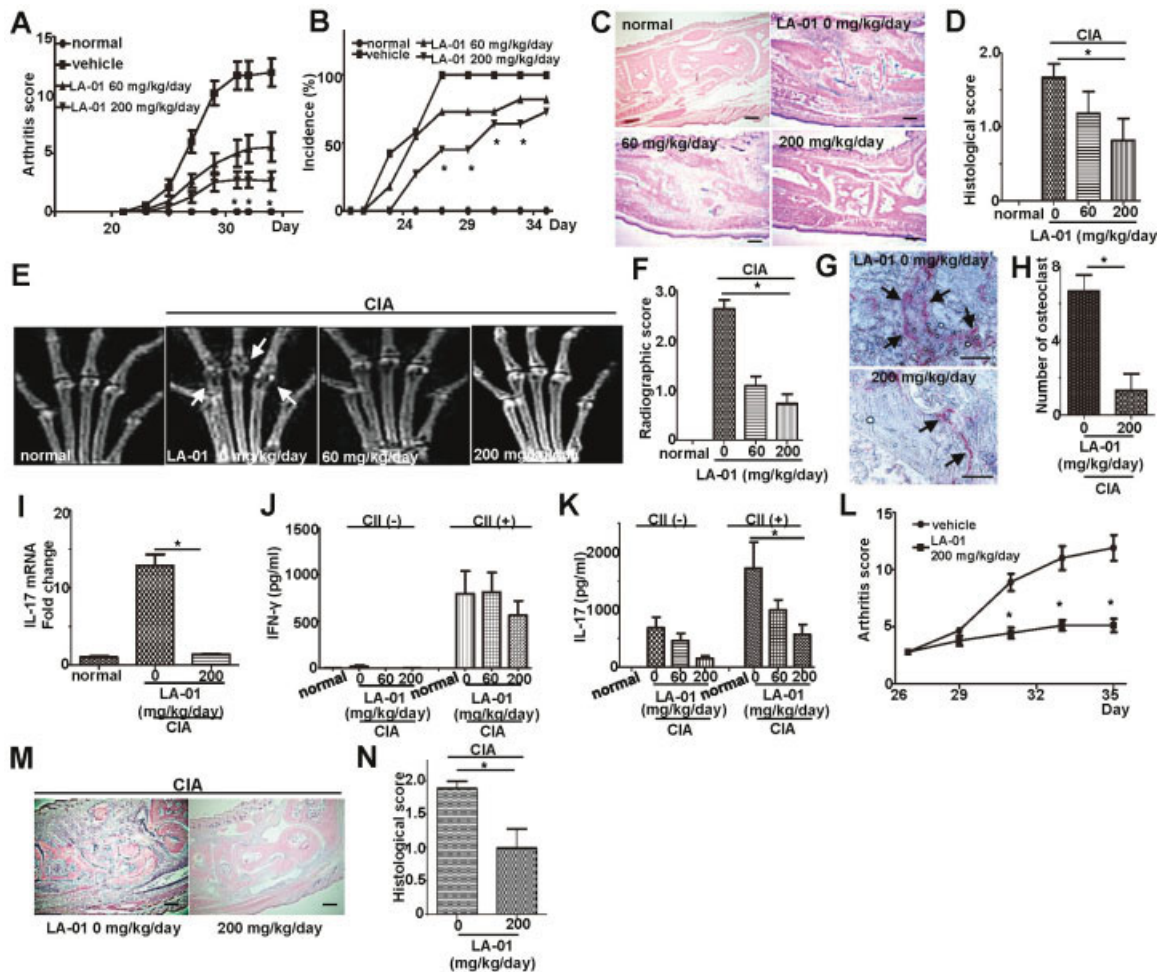 A
Arthritis score
15
10
5
0
20
30
Day
normal
vehicle
LA-01 60 mg/kg/day
LA-01 200 mg/kg/day
* * *
B
Incidence (%)
100
50
0
24
29
34
Day
normal
vehicle
LA-01 60 mg/kg/day
LA-01 200 mg/kg/day
* * * *
C
normal
LA-01 0 mg/kg/day
60 mg/kg/day
200 mg/kg/day
D
CIA
*
Histological score
2.0
1.0
0
normal
0 60 200
LA-01 (mg/kg/day
E
CIA
normal
LA-01 0 mg/kg/day
60 mg/kg/day
200 mg/kg/day
F
CIA
*
Radiographic score
3.0
2.0
1.0
0
normal
0 60 200
LA-01 (mg/kg/day)
G
LA-01 0 mg/kg/day
200 mg/kg/day
H
*
Number of osteoclast
8
4
0
0 200
LA-01
(mg/kg/day)
CIA
I
IL-17 mRNA
Fold change
20
10
0
*
normal
0 200
LA-01
(mg/kg/day)
CIA
J
CII (-)
CII (+)
IFN-γ (pg/ml)
1500
1000
500
0
normal
0 60 200
LA-01
(mg/kg/day)
CIA
normal
0 60 200
LA-01
(mg/kg/day)
CIA
K
CII (-)
CII (+)
*
IL-17 (pg/ml)
2000
1000
0
normal
0 60 200
LA-01
(mg/kg/day)
CIA
normal
0 60 200
LA-01
(mg/kg/day)
CIA
L
vehicle
LA-01
200 mg/kg/day
Arthritis score
15
10
5
0
* * *
26
29
32
35
Day
M
CIA
LA-01 0 mg/kg/day
200 mg/kg/day
N
CIA
*
Histological score
2.0
1.0
0
0
200
LA-01
(mg/kg/day)